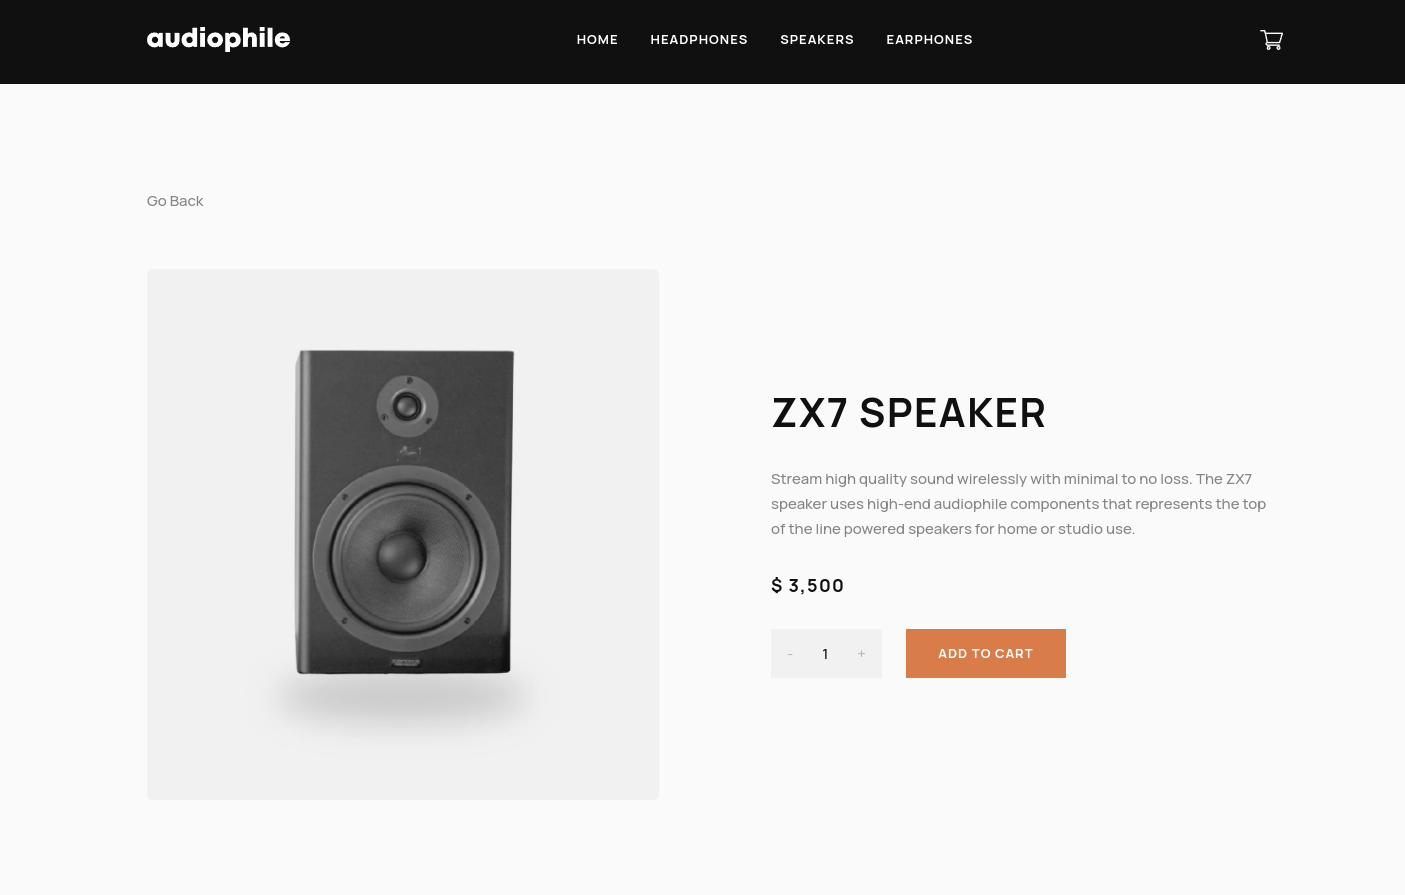 audiophile
HOME HEADPHONES SPEAKERS EARPHONES
Go Back
ZX7 SPEAKER
Stream high quality sound wirelessly with minimal to no loss. The ZX7
speaker uses high-end audiophile components that represents the top
of the line powered speakers for home or studio use.
$ 3,500
- 1 +
ADD TO CART